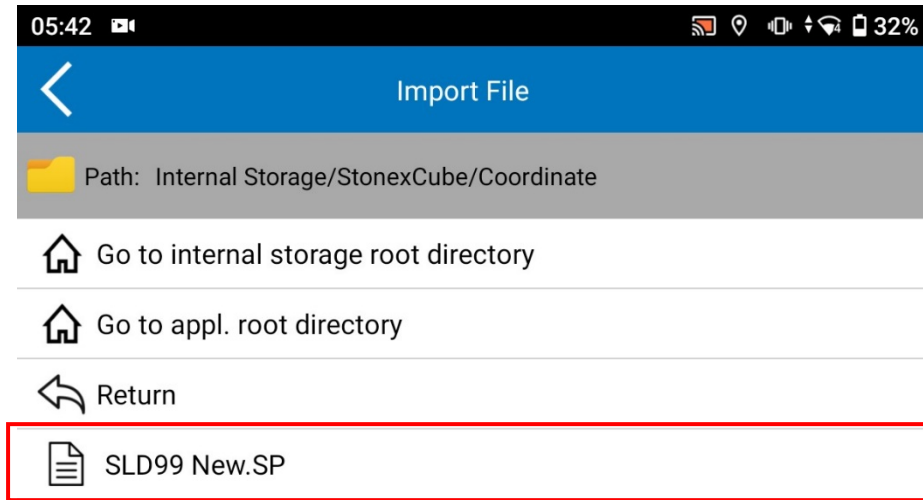 05:42 32%
Import File
Path: Internal Storage/StonexCube/Coordinate
Go to internal storage root directory
Go to appl. root directory
Return
SLD99 New.SP